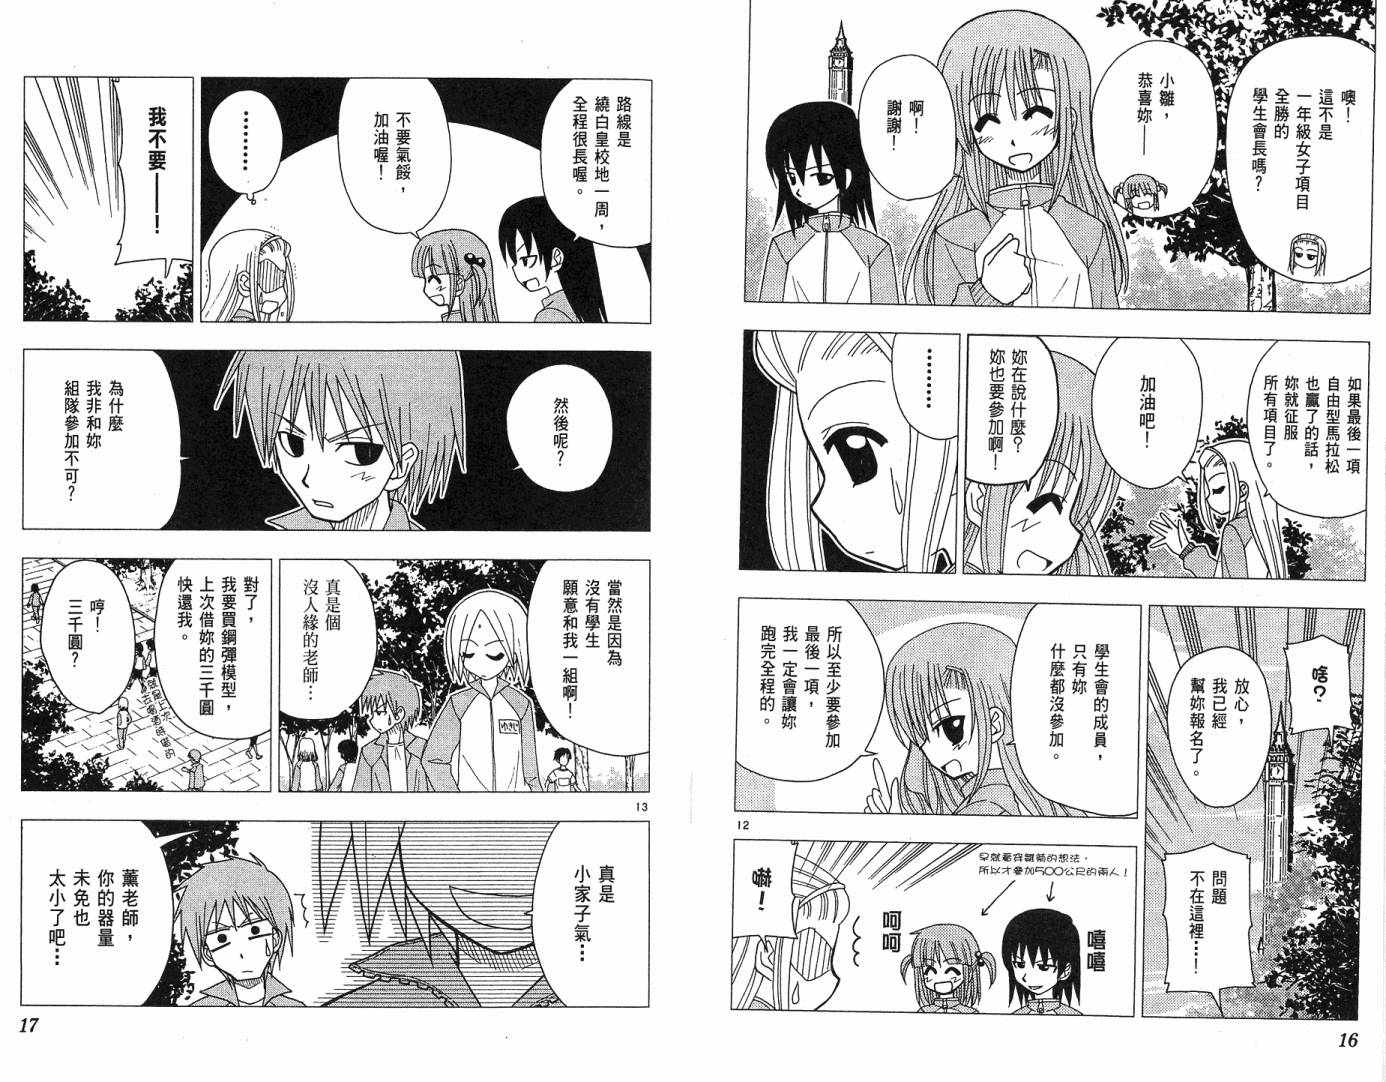 噢！
這不是
一年級女子項目
全勝的
學生會長嗎？
小雛，
恭喜妳——
啊！
謝謝！
如果最後一項
自由型馬拉松
也贏了的話，
妳就征服
所有項目了。
加油吧！
妳在說什麼？
妳也要參加啊！
………
啥？
放心，
我已經
幫妳報名了。
問題
不在這裡…！
學生會的成員，
只有妳
什麼都沒參加。
所以至少要參加
最後一項，
我一定會讓妳
跑完全程的。
早就看穿雛菊的想法，
所以才參加500公尺的兩人！
嘻嘻
呵呵
嚇！
12
16
路線是
繞白皇校地一周，
全程很長喔。
不要氣餒，
加油喔！
………
我不要——！
然後呢？
為什麼
我非和妳
組隊參加不可？
當然是因為
沒有學生
願意和我一組啊！
真是個
沒人緣的老師…
ゆきじ
對了，
我要買鋼彈模型，
上次借妳的三千圓
快還我。
哼！
三千圓？
13
真是
小家子氣…
薰老師，
你的器量
未免也
太小了吧…
17